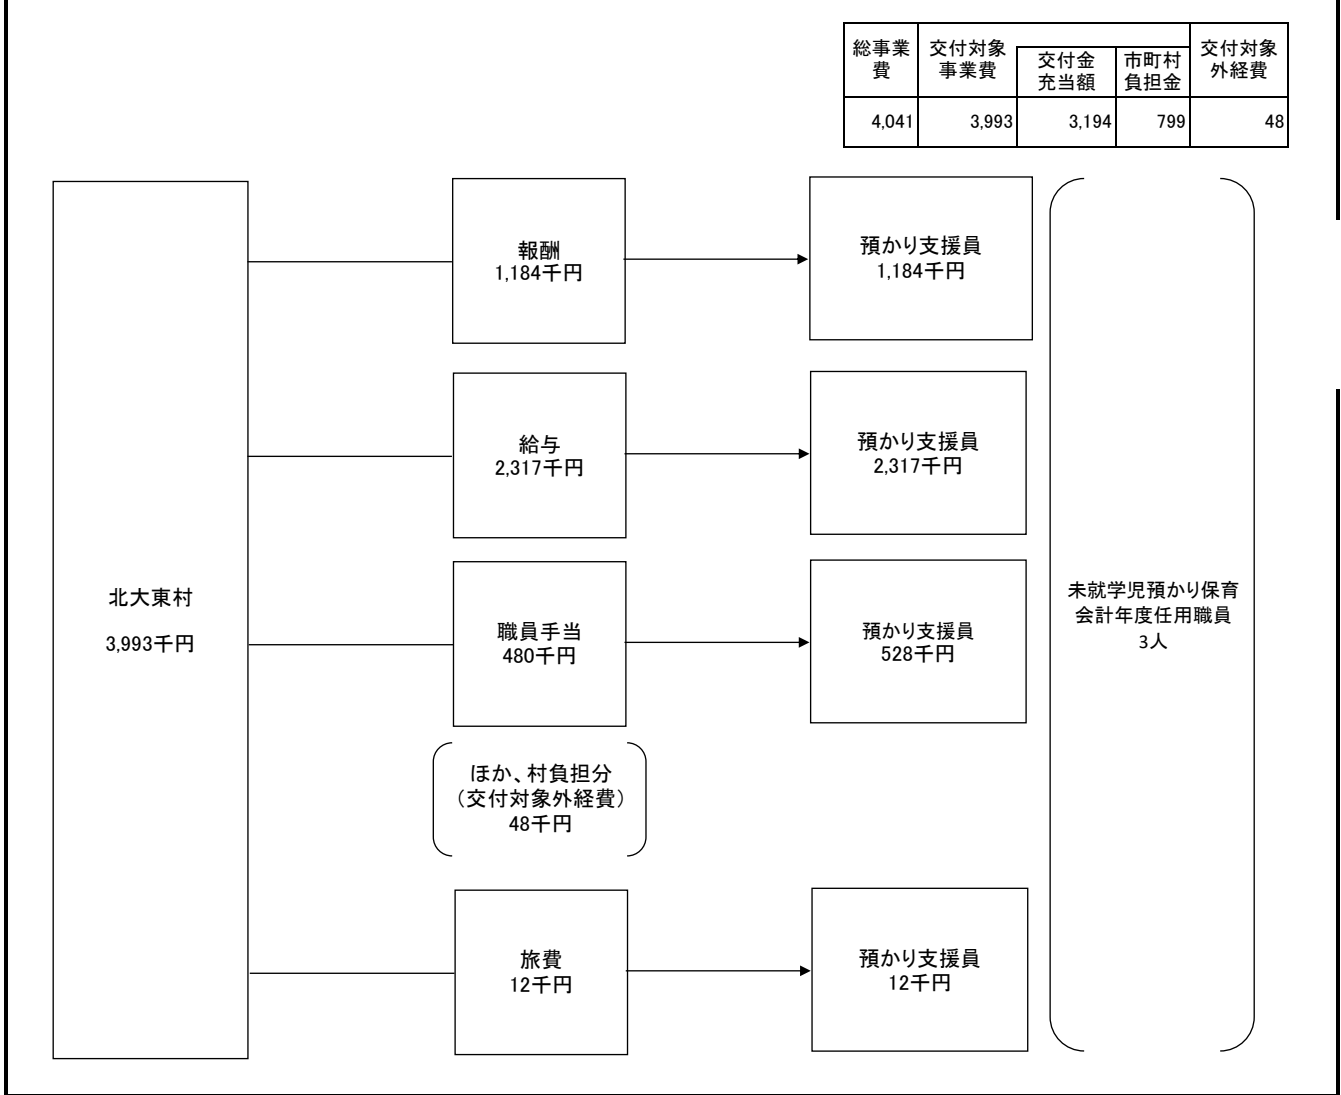 総事業
費
交付対象
事業費
交付金
充当額
市町村
負担金
交付対象
外経費
4,041
3,993
3,194
799
48
報酬
1,184千円
預かり支援員
1,184千円
給与
2,317千円
預かり支援員
2,317千円
北大東村
3,993千円
職員手当
480千円
預かり支援員
528千円
未就学児預かり保育
会計年度任用職員
3人
ほか、村負担分
（交付対象外経費）
48千円
旅費
12千円
預かり支援員
12千円